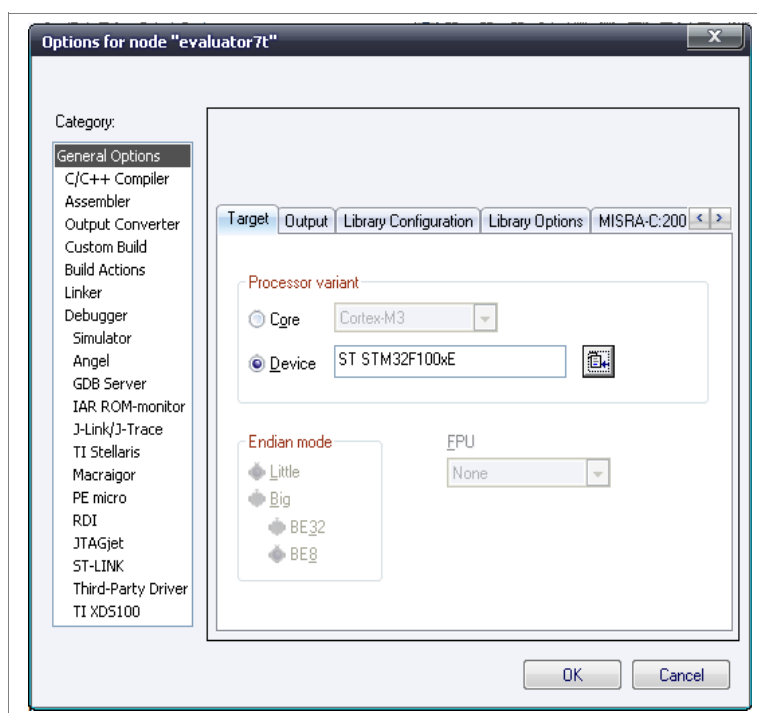 Options for node "evaluator7t"
X
Category:
General Options
C/C++ Compiler
Assembler
Output Converter
Custom Build
Build Actions
Linker
Debugger
Simulator
Angel
GDB Server
IAR ROM-monitor
J-Link/J-Trace
TI Stellaris
Macraigor
PE micro
RDI
JTAGjet
ST-LINK
Third-Party Driver
TI XDS100
Target Output Library Configuration Library Options MISRA-C:200
Processor variant
Core Cortex-M3
Device ST STM32F100xE
Endian mode
Little
Big
BE32
BE8
FPU
None
OK Cancel